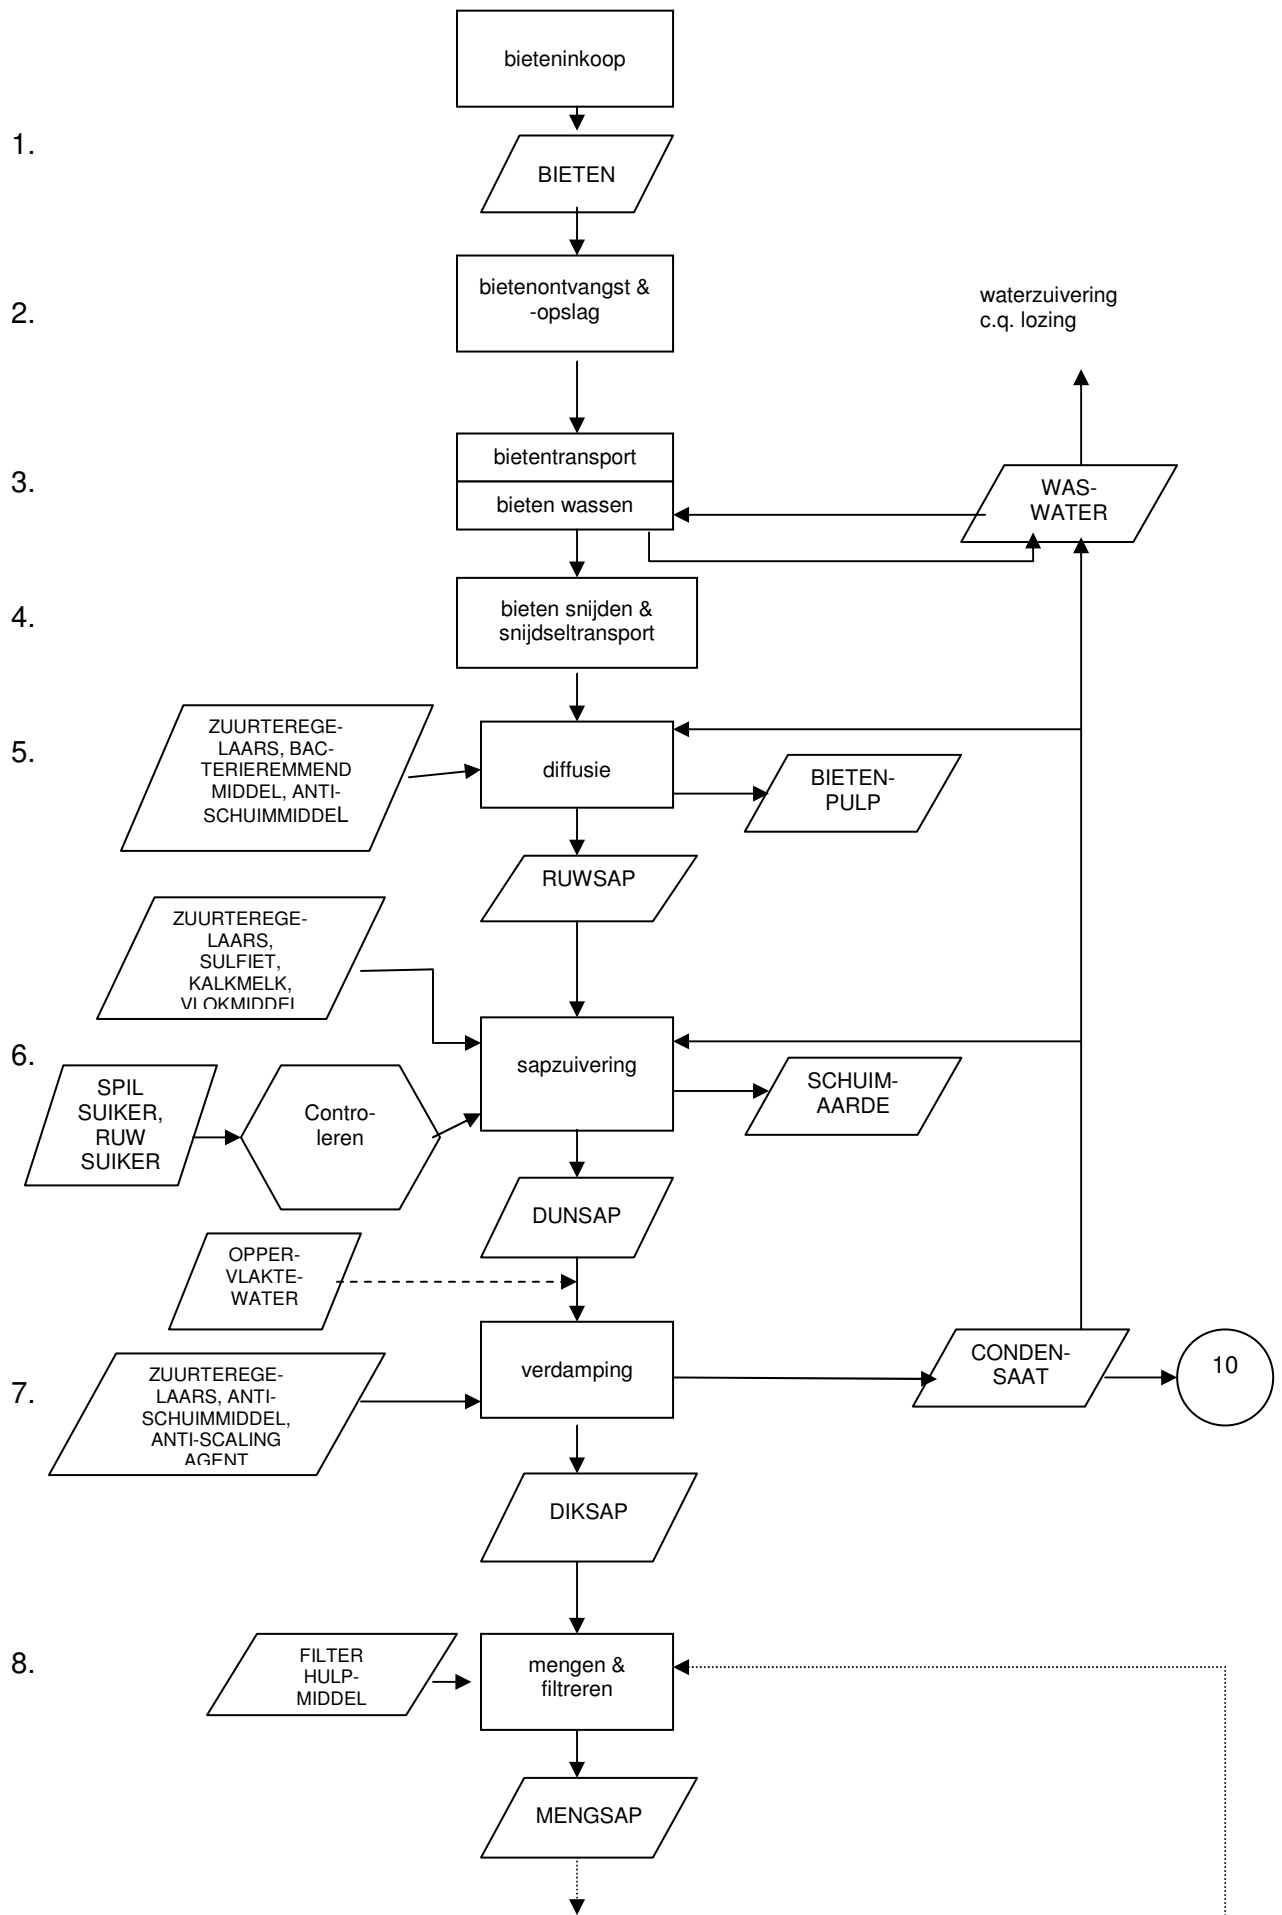 bieteninkoop
1.
BIETEN
2.
bietenontvangst &
-opslag
waterzuivering
c.q. lozing
3.
bietentransport
bieten wassen
WAS-
WATER
4.
bieten snijden &
snijdseltransport
5.
ZUURTEREGE-
LAARS, BAC-
TERIEREMMEND
MIDDEL, ANTI-
SCHUIMMIDDEL
diffusie
BIETEN-
PULP
RUWSAP
ZUURTEREGE-
LAARS,
SULFIET,
KALKMELK,
VLOKMIDDEL
6.
sapzuivering
SCHUIM-
AARDE
SPIL
SUIKER,
RUW
SUIKER
Contro-
leren
DUNSAP
OPPER-
VLAKTE-
WATER
7.
ZUURTEREGE-
LAARS, ANTI-
SCHUIMMIDDEL,
ANTI-SCALING
AGENT
verdamping
CONDEN-
SAAT
10
DIKSAP
8.
FILTER
HULP-
MIDDEL
mengen &
filtreren
MENGSAP